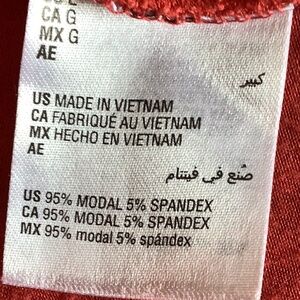 CA G
MX G
AE
كبير
US MADE IN VIETNAM
CA FABRIQUÉ AU VIETNAM
MX HECHO EN VIETNAM
AE
صُنع في فيتنام
US 95% MODAL 5% SPANDEX
CA 95% MODAL 5% SPANDEX
MX 95% modal 5% spándex